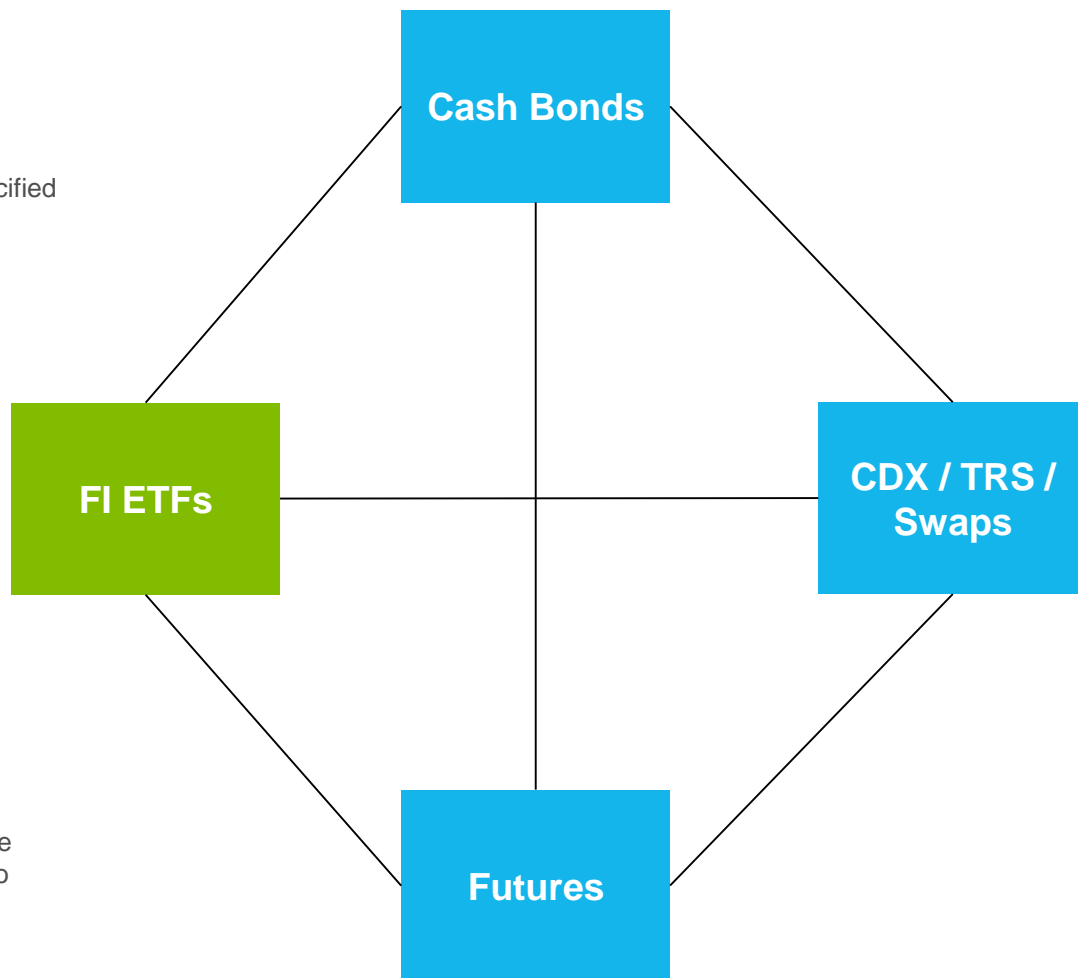 Cash Bonds
cified
FI ETFs
CDX / TRS /
Swaps
e
o
Futures